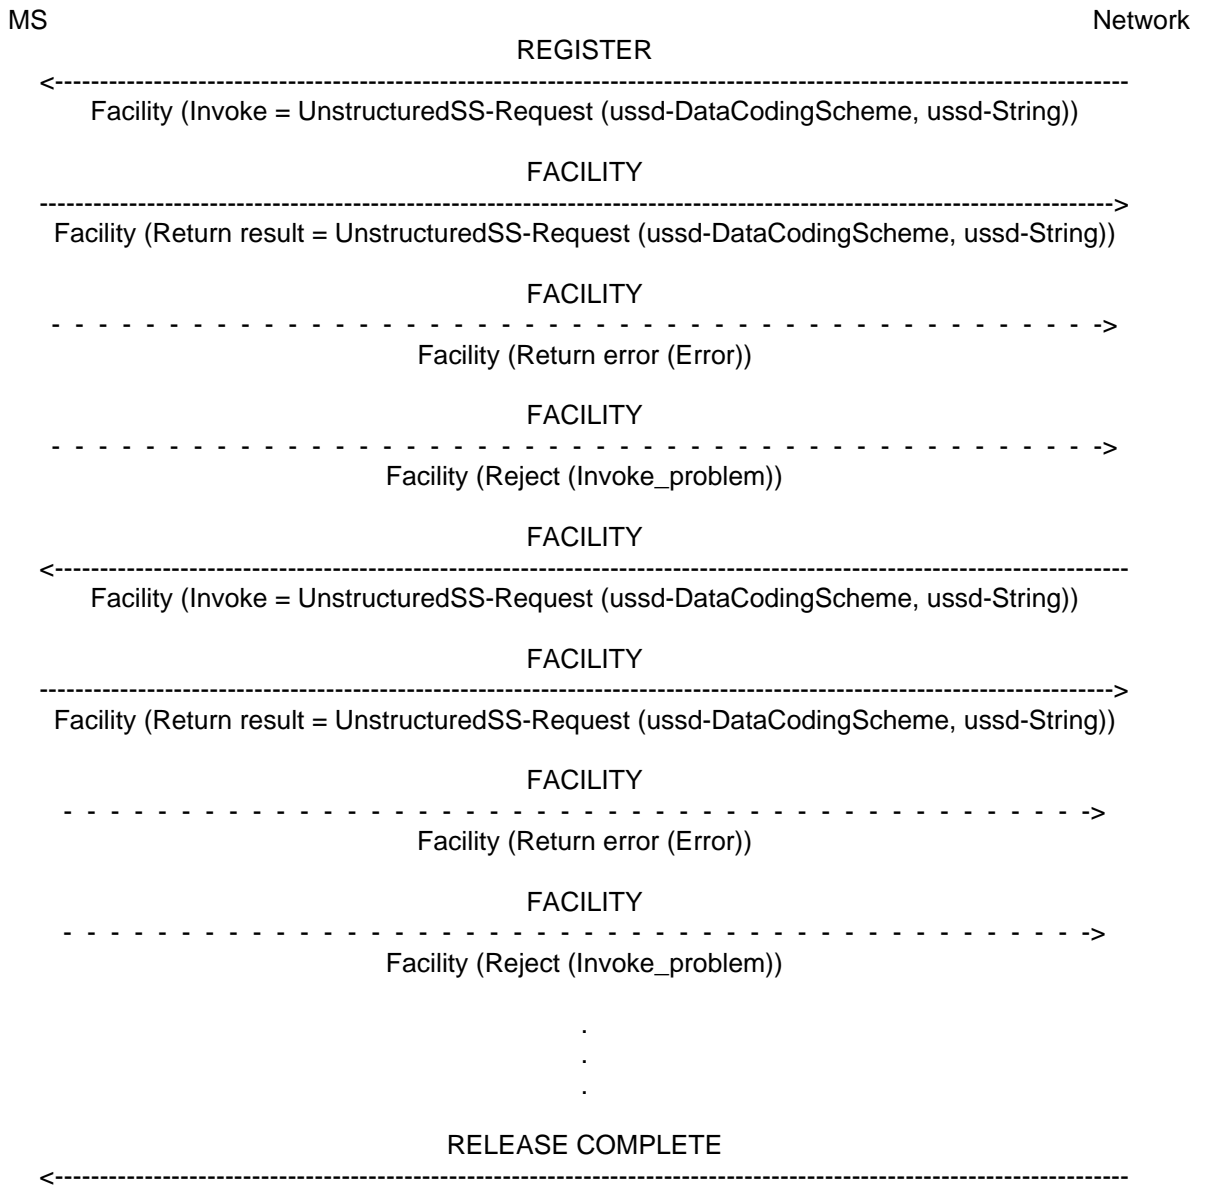 MS Network
REGISTER
<------------------------------------------------------------------------------------------------------------------------
Facility (Invoke = UnstructuredSS-Request (ussd-DataCodingScheme, ussd-String))
FACILITY
------------------------------------------------------------------------------------------------------------------------>
Facility (Return result = UnstructuredSS-Request (ussd-DataCodingScheme, ussd-String))
FACILITY
- - - - - - - - - - - - - - - - - - - - - - - - - - - - - - - - - - - - - - - - - - - - ->
Facility (Return error (Error))
FACILITY
- - - - - - - - - - - - - - - - - - - - - - - - - - - - - - - - - - - - - - - - - - - - ->
Facility (Reject (Invoke_problem))
FACILITY
<------------------------------------------------------------------------------------------------------------------------
Facility (Invoke = UnstructuredSS-Request (ussd-DataCodingScheme, ussd-String))
FACILITY
------------------------------------------------------------------------------------------------------------------------>
Facility (Return result = UnstructuredSS-Request (ussd-DataCodingScheme, ussd-String))
FACILITY
- - - - - - - - - - - - - - - - - - - - - - - - - - - - - - - - - - - - - - - - - - - ->
Facility (Return error (Error))
FACILITY
- - - - - - - - - - - - - - - - - - - - - - - - - - - - - - - - - - - - - - - - - - - ->
Facility (Reject (Invoke_problem))
.
.
.
RELEASE COMPLETE
<------------------------------------------------------------------------------------------------------------------------